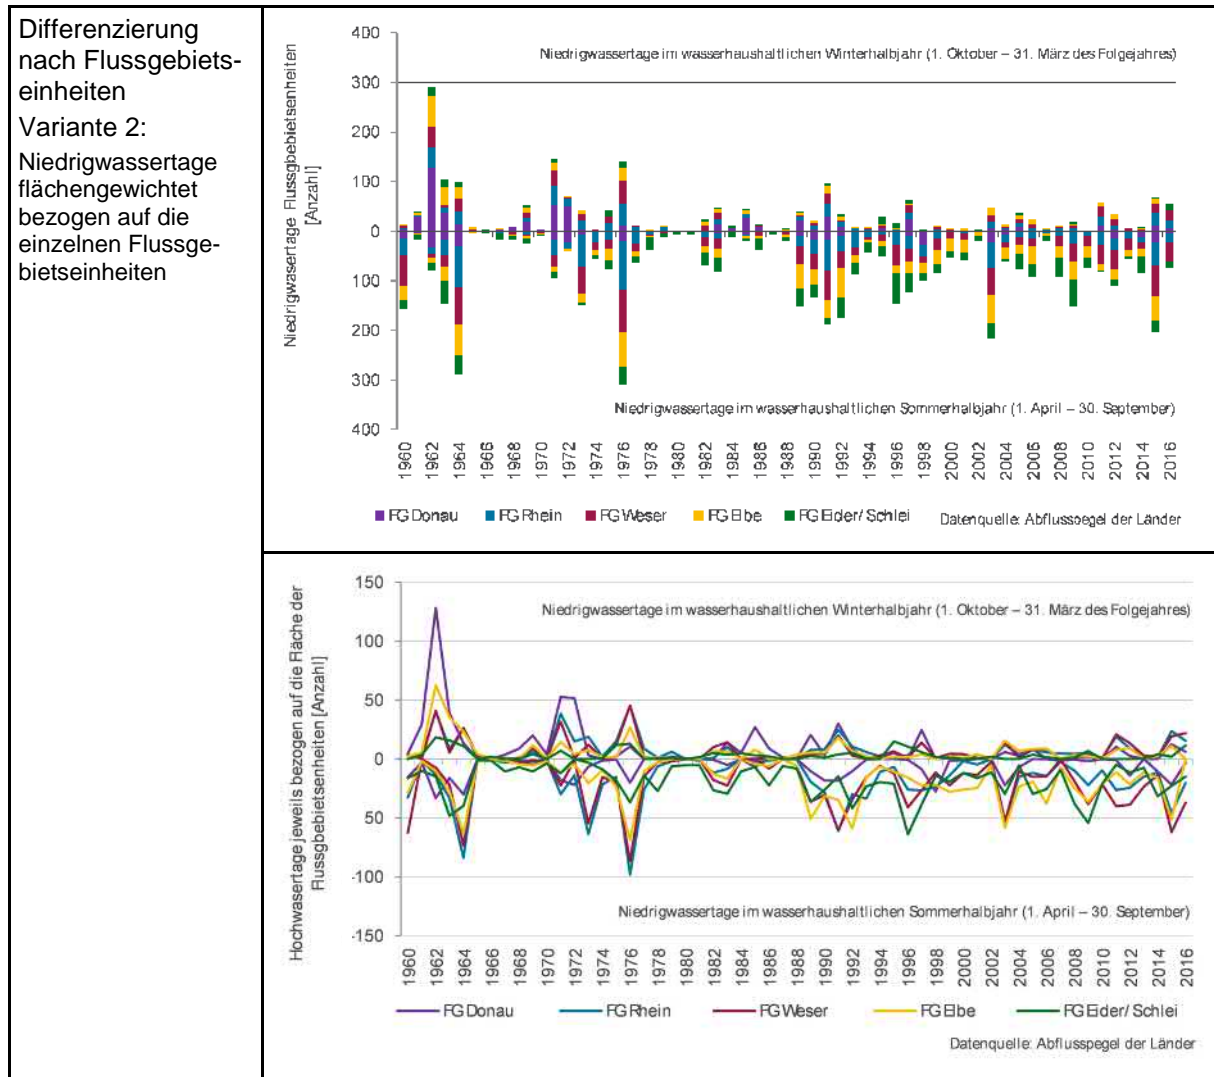 Differenzierung
nach Flussgebiets-
einheiten
Variante 2:
Niedrigwassertage
flächengewichtet
bezogen auf die
einzelnen Flussge-
bietseinheiten
Niedrigwasertage Flussgbebietsenheiten
[Anzahl]
400
300
200
100
0
100
200
300
400
Niedrigwassertage im wasserhaushaltlichen Winterhalbjahr (1. Oktober – 31. März des Folgejahres)
Niedrigwassertage im wasserhaushaltlichen Sommerhalbjahr (1. April – 30. September)
1960 1962 1964 1966 1968 1970 1972 1974 1976 1978 1980 1982 1984 1986 1988 1990 1992 1994 1996 1998 2000 2002 2004 2006 2008 2010 2012 2014 2016
FG Donau FG Rhein FG Weser FG Elbe FG Eider/ Schlei
Datenquelle: Abflusspegel der Länder
Hochwasertage jeweils bezogen auf die Fläche der
Flussgbebietsenheiten [Anzahl]
150
100
50
0
50
-100
-150
Niedrigwassertage im wasserhaushaltlichen Winterhalbjahr (1. Oktober – 31. März des Folgejahres)
Niedrigwassertage im wasserhaushaltlichen Sommerhalbjahr (1. April – 30. September)
1960 1962 1964 1966 1968 1970 1972 1974 1976 1978 1980 1982 1984 1986 1988 1990 1992 1994 1996 1998 2000 2002 2004 2006 2008 2010 2012 2014 2016
FG Donau FG Rhein FG Weser FG Elbe FG Eider/ Schlei
Datenquelle: Abflusspegel der Länder